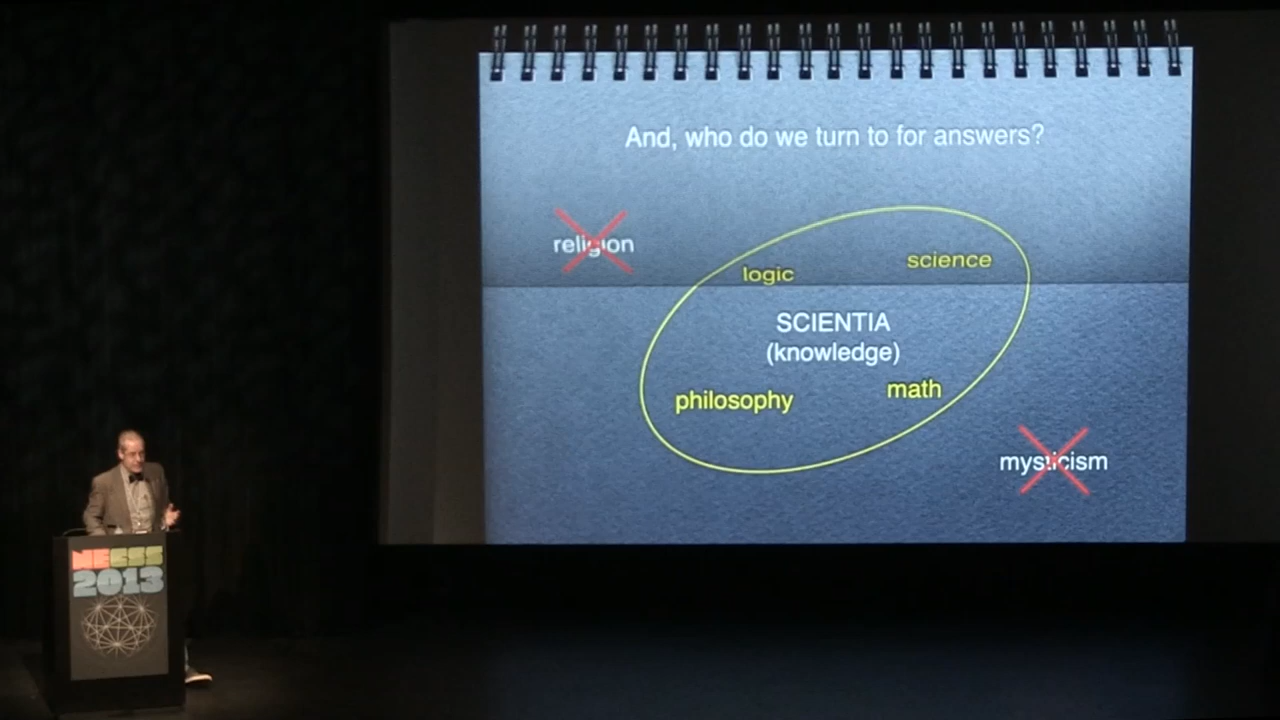 And, who do we turn to for answers?
religion
logic
science
SCIENTIA
(knowledge)
philosophy
math
mysticism
NECSS
2013